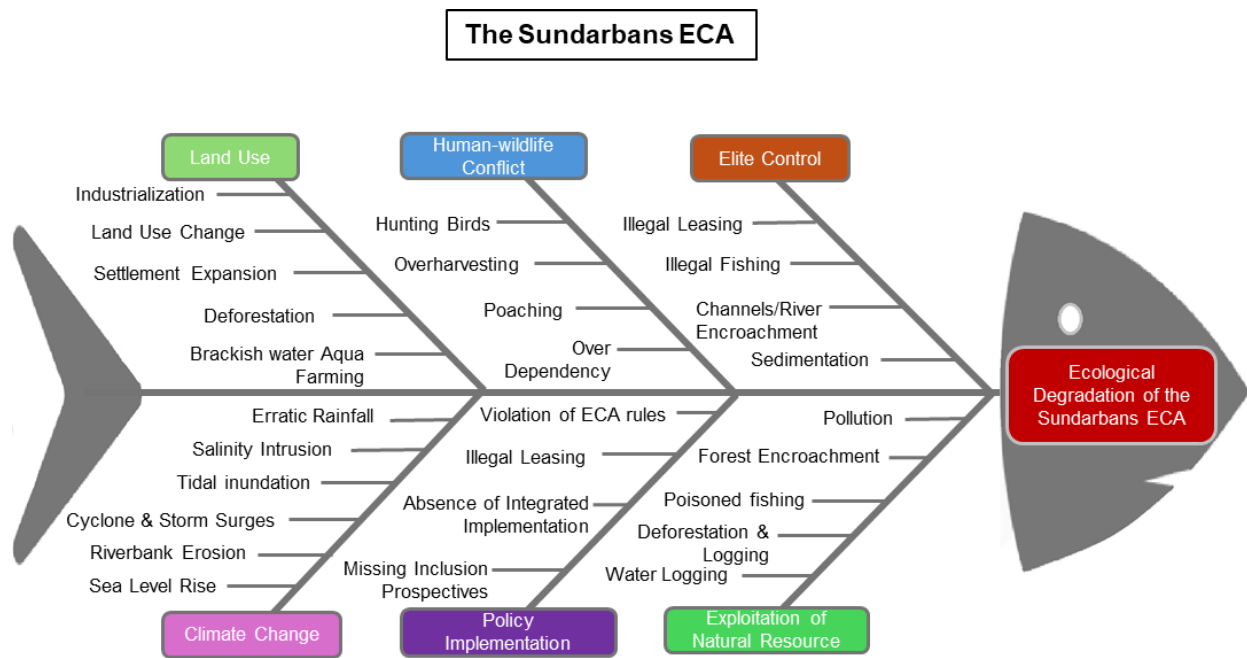 The Sundarbans ECA
Land Use
Human-wildlife
Conflict
Elite Control
Industrialization
Land Use Change
Settlement Expansion
Deforestation
Brackish water Aqua
Farming
Hunting Birds
Overharvesting
Poaching
Over
Dependency
Illegal Leasing
Illegal Fishing
Channels/River
Encroachment
Sedimentation
Ecological
Degradation of the
Sundarbans ECA
Erratic Rainfall
Salinity Intrusion
Tidal inundation
Cyclone & Storm Surges
Riverbank Erosion
Sea Level Rise
Violation of ECA rules
Illegal Leasing
Absence of Integrated
Implementation
Missing Inclusion
Prospectives
Pollution
Forest Encroachment
Poisoned fishing
Deforestation &
Logging
Water Logging
Climate Change
Policy
Implementation
Exploitation of
Natural Resource